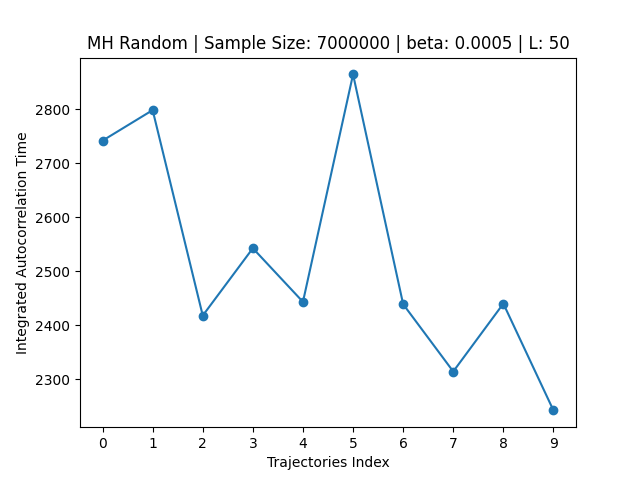 MH Random | Sample Size: 7000000 | beta: 0.0005 | L: 50
Integrated Autocorrelation Time
2800
2700
2600
2500
2400
2300
0 1 2 3 4 5 6 7 8 9
Trajectories Index